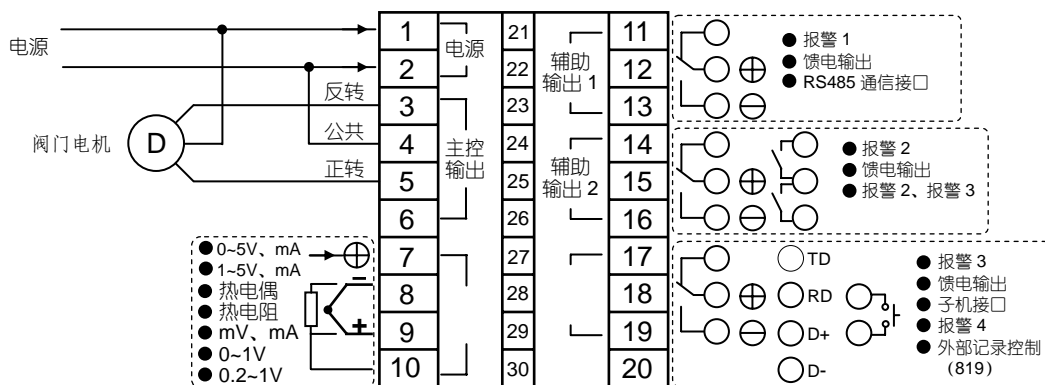 电源
反转
公共
阀门电机
D
正转
0~5V、mA
1~5V、mA
热电偶
热电阻
mV、mA
0~1V
0.2~1V
1
2
3
4
5
6
7
8
9
10
电源
主控
输出
21
22
23
24
25
26
27
28
29
30
辅助
输出 1
辅助
输出 2
11
12
13
14
15
16
17
18
19
20
报警 1
馈电输出
RS485 通信接口
报警 2
馈电输出
报警 2、报警 3
TD
RD
D+
D-
报警 3
馈电输出
子机接口
报警 4
外部记录控制
(819)